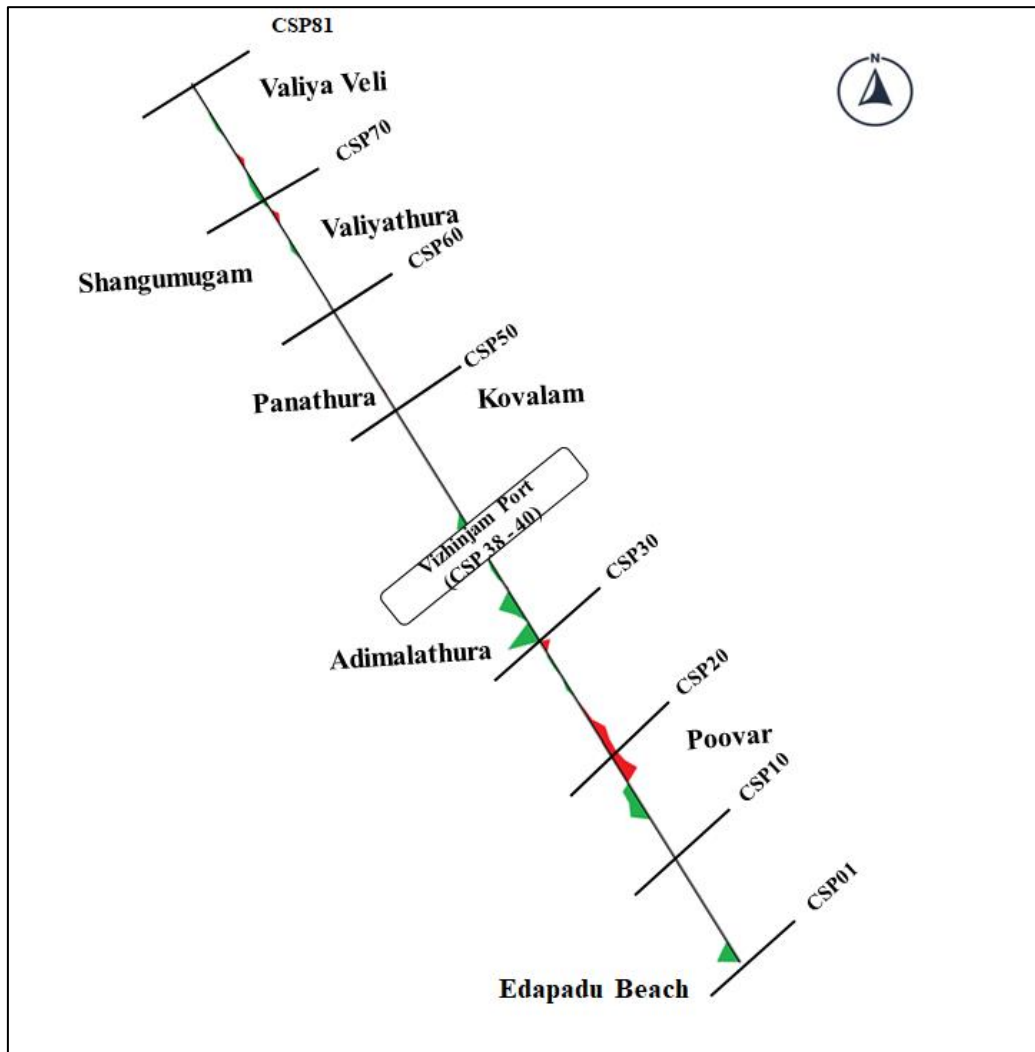 CSP81
N
Valiya Veli
CSP70
Valiyathura
Shangumugam
CSP60
CSP50
Panathura
Kovalam
Vizhinjam Port
(CSP 38 - 40)
CSP30
Adimalathura
CSP20
Poovar
CSP10
CSP01
Edapadu Beach